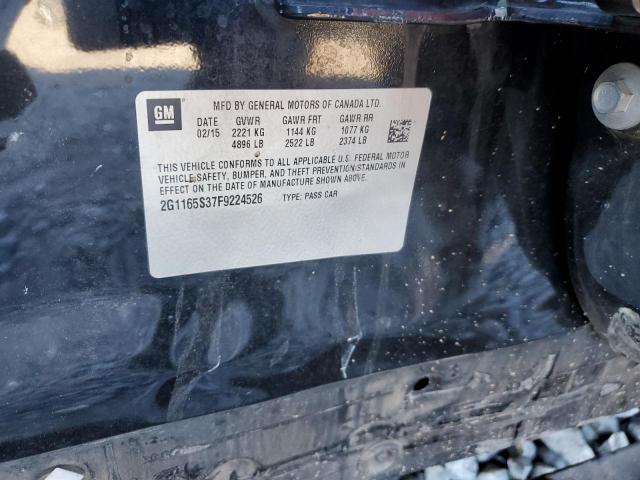 MFD BY GENERAL MOTORS OF CANADA LTD.
GM
DATE GVWR GAWR FRT GAWR RR
02/15 2221 KG 1144 KG 1077 KG
4896 LB 2522 LB 2374 LB
THIS VEHICLE CONFORMS TO ALL APPLICABLE U.S. FEDERAL MOTOR
VEHICLE SAFETY, BUMPER, AND THEFT PREVENTION STANDARDS IN
EFFECT ON THE DATE OF MANUFACTURE SHOWN ABOVE.
2G1165S37F9224526 TYPE: PASS CAR